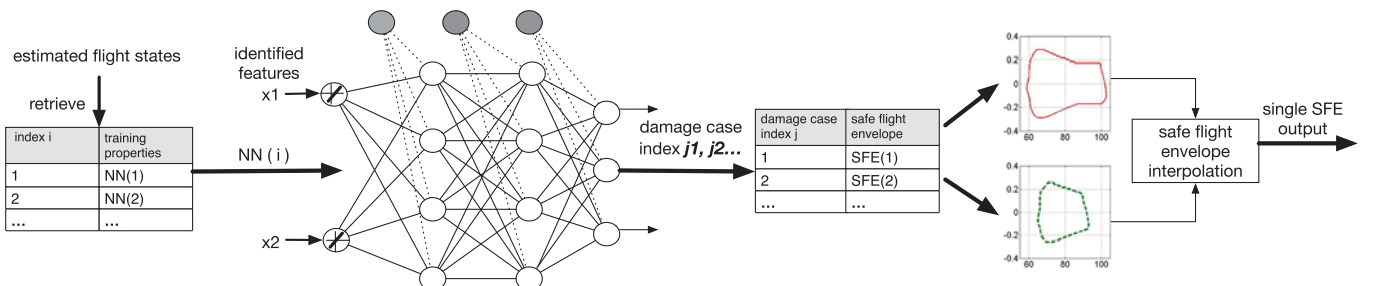 estimated flight states
retrieve
index i
training
properties
1
NN(1)
2
NN(2)
...
...
NN ( i )
identified
features
x1
x2
damage case
index j1, j2...
damage case
index j
safe flight
envelope
1
SFE(1)
2
SFE(2)
...
...
0.4
0.2
0
-0.2
-0.4
60
80
100
0.4
0.2
0
-0.2
-0.4
60
80
100
safe flight
envelope
interpolation
single SFE
output